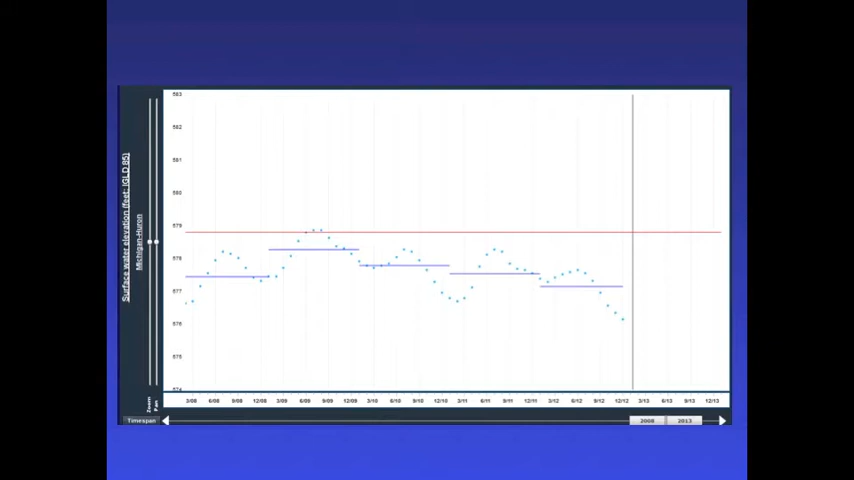 Surface water elevation (feet: IGLD 85)
Michigan-Huron
Zoom
Pan
583
582
581
580
579
578
577
576
575
574
3/08 6/08 9/08 12/08 3/09 6/09 9/09 12/09 3/10 6/10 9/10 12/10 3/11 6/11 9/11 12/11 3/12 6/12 9/12 12/12 3/13 6/13 9/13 12/13
Timespan 2008 2013